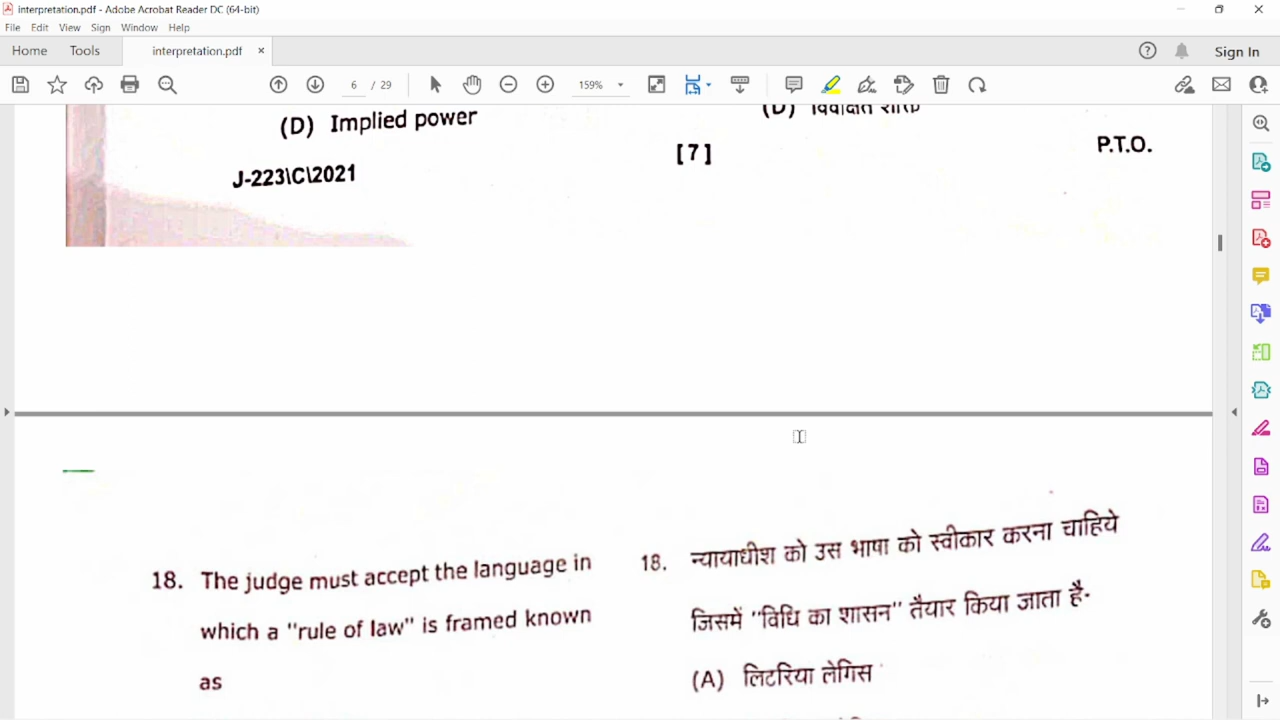 interpretation.pdf - Adobe Acrobat Reader DC (64-bit)
File Edit View Sign Window Help
Home Tools interpretation.pdf × Sign In
6 / 29 159%
(D) Implied power
(D) विवक्षित शक्ति
J-223\C\2021
[7]
P.T.O.
18. The judge must accept the language in
which a "rule of law" is framed known
as
18. न्यायाधीश को उस भाषा को स्वीकार करना चाहिये
जिसमें "विधि का शासन" तैयार किया जाता है-
(A) लिटरिया लेगिस